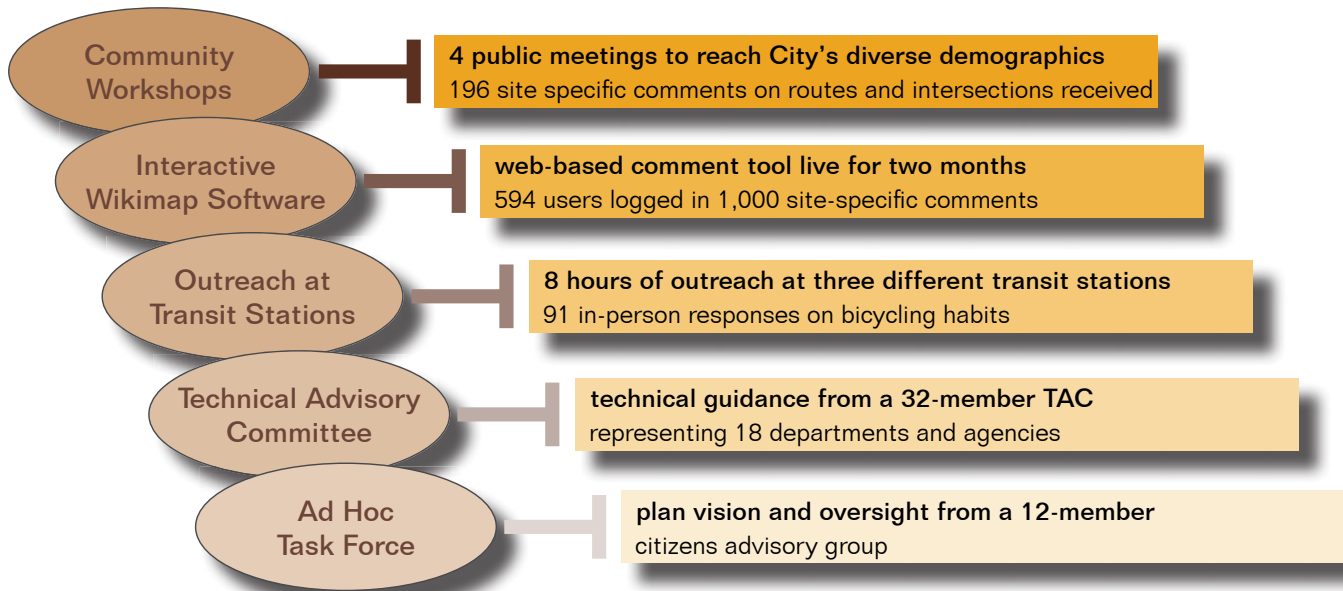 Community
Workshops
4 public meetings to reach City’s diverse demographics
196 site specific comments on routes and intersections received
Interactive
Wikimap Software
web-based comment tool live for two months
594 users logged in 1,000 site-specific comments
Outreach at
Transit Stations
8 hours of outreach at three different transit stations
91 in-person responses on bicycling habits
Technical Advisory
Committee
technical guidance from a 32-member TAC
representing 18 departments and agencies
Ad Hoc
Task Force
plan vision and oversight from a 12-member
citizens advisory group